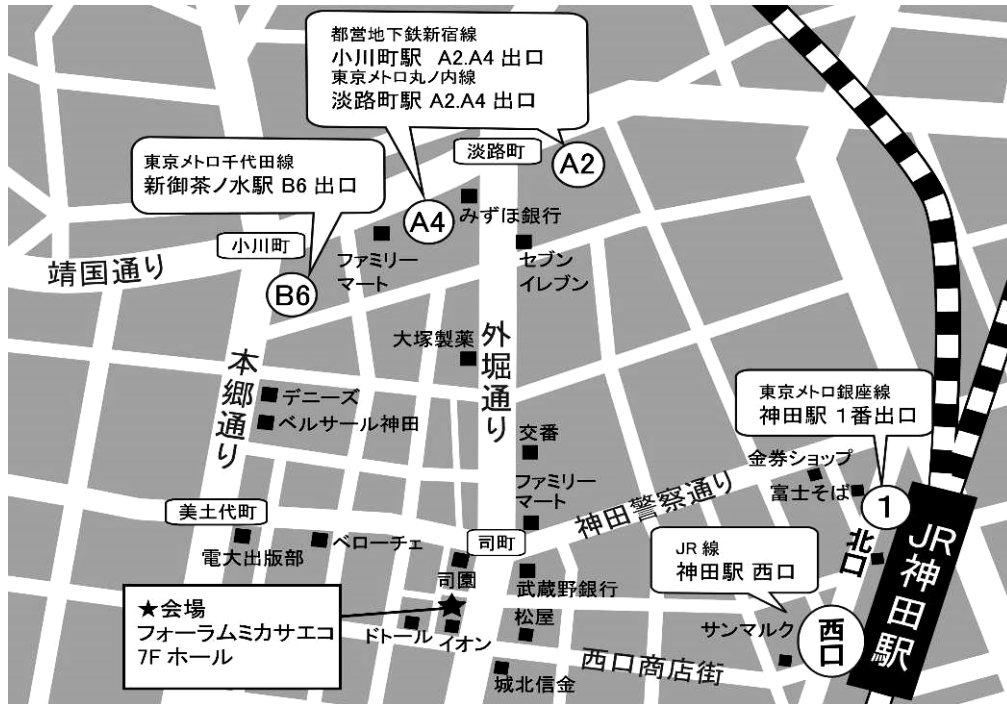 都営地下鉄新宿線
小川町駅 A2.A4 出口
東京メトロ丸ノ内線
淡路町駅 A2.A4 出口
淡路町
A2
東京メトロ千代田線
新御茶ノ水駅 B6 出口
A4
みずほ銀行
小川町
靖国通り
ファミリー
マート
セブン
イレブン
B6
大塚製薬
外堀通り
本郷通り
デニーズ
ベルサール神田
東京メトロ銀座線
神田駅 1番出口
交番
金券ショップ
ファミリー
マート
富士そば
神田警察通り
1
美土代町
ベローチェ
電大出版部
司町
北口
JR神田駅
JR 線
神田駅 西口
司園
武蔵野銀行
★会場
フォーラムミカサエコ
7F ホール
ドトール
イオン
松屋
サンマルク
西口
西口商店街
城北信金